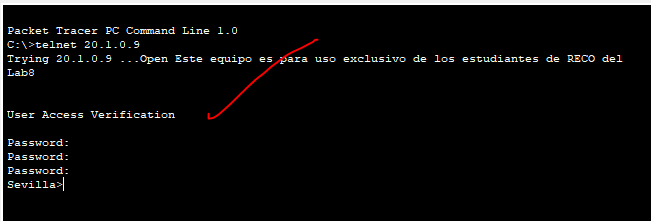 Packet Tracer PC Command Line 1.0
C:\>telnet 20.1.0.9
Trying 20.1.0.9 ...Open Este equipo es para uso exclusivo de los estudiantes de RECO del
Lab8
User Access Verification
Password:
Password:
Password:
Sevilla>